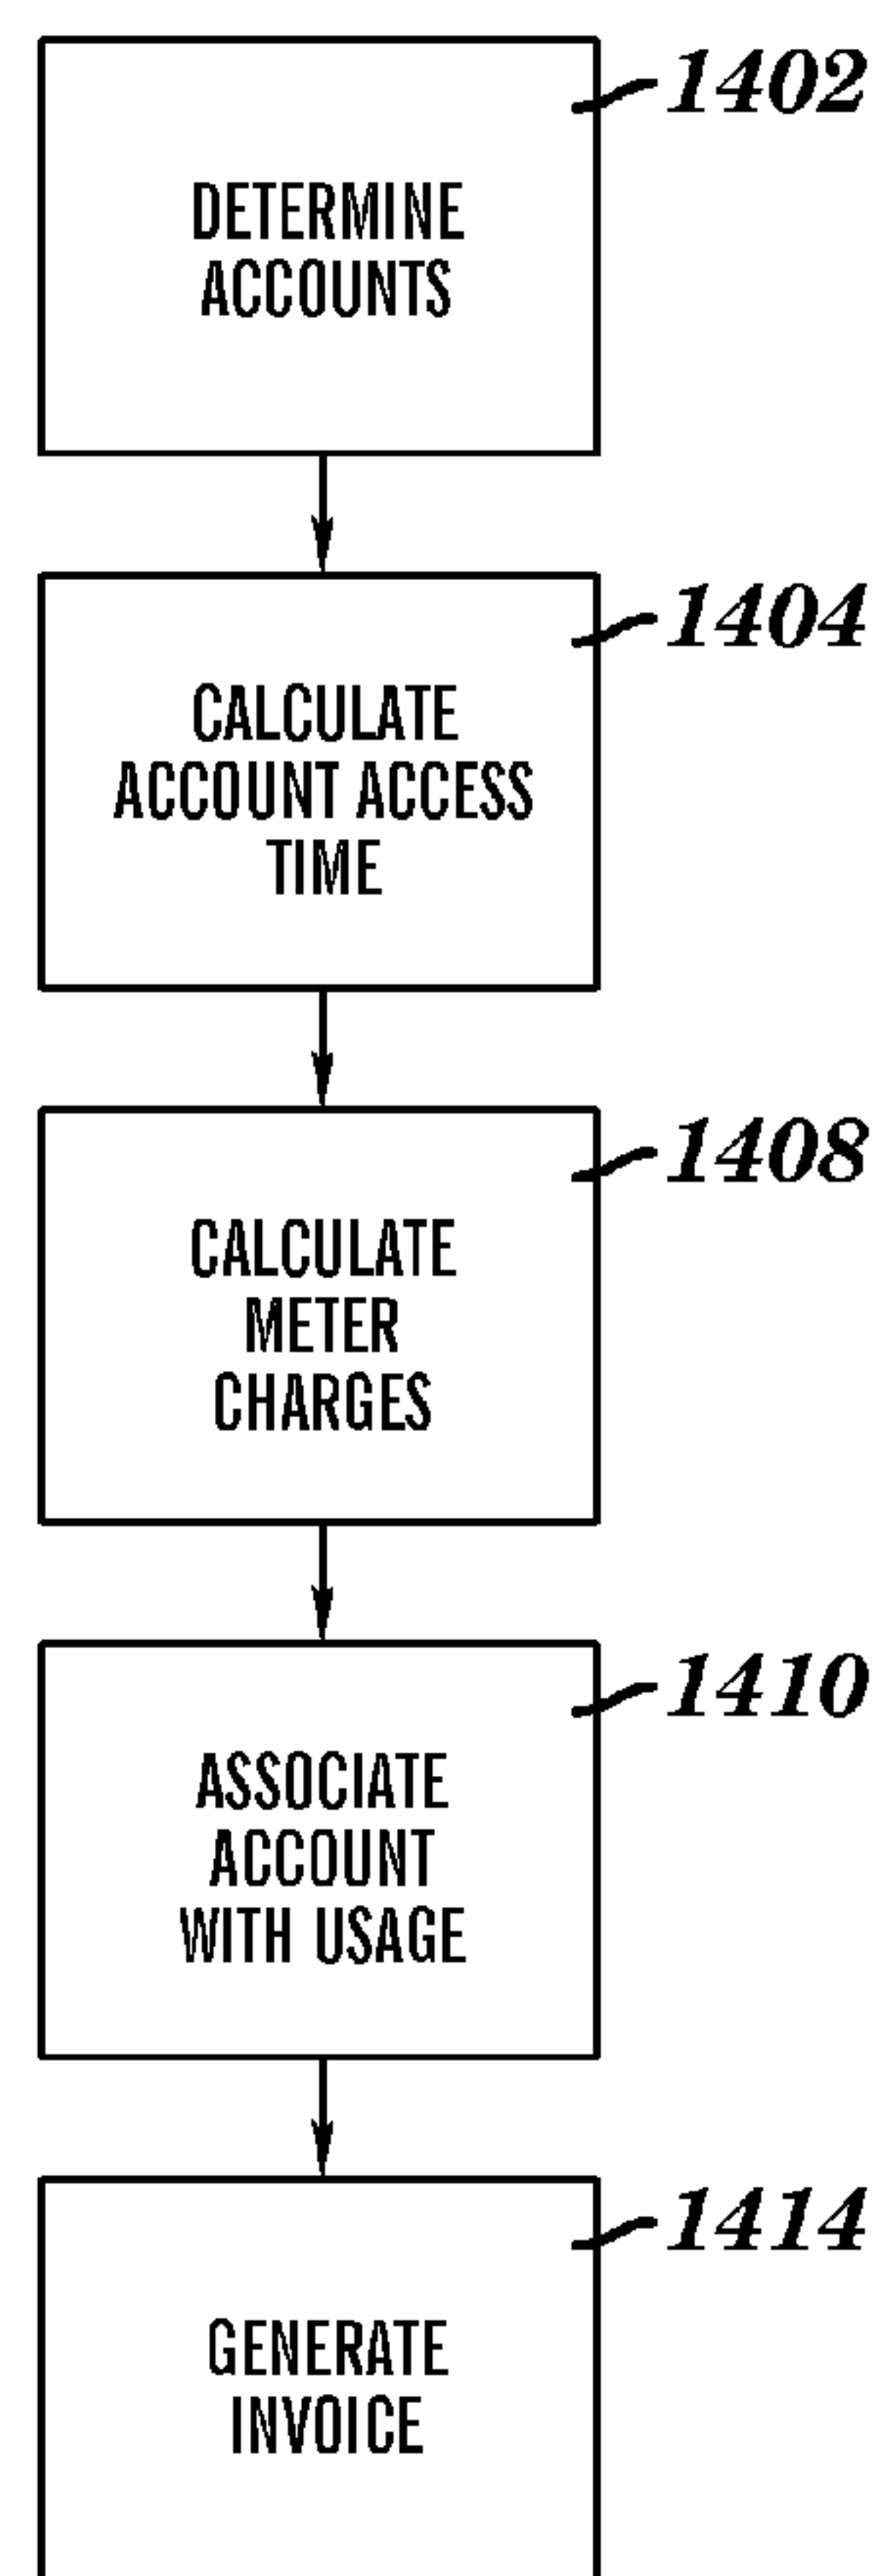 1402
DETERMINE
ACCOUNTS
1404
CALCULATE
ACCOUNT ACCESS
TIME
1408
CALCULATE
METER
CHARGES
1410
ASSOCIATE
ACCOUNT
WITH USAGE
1414
GENERATE
INVOICE